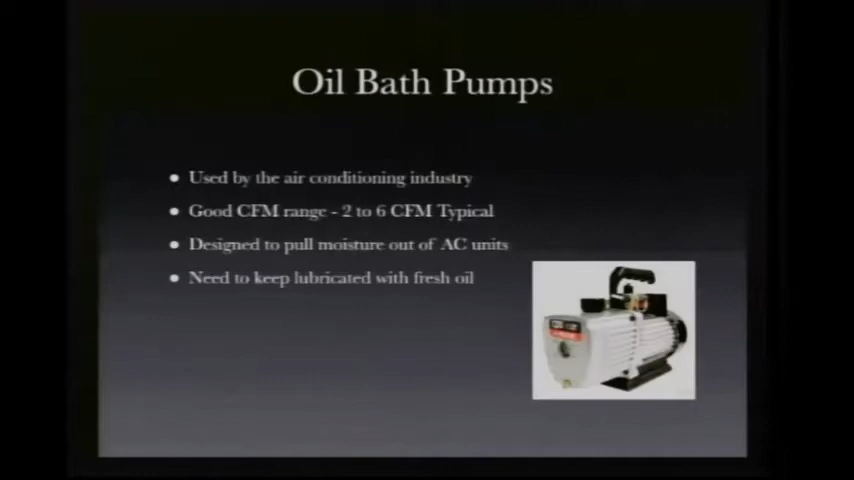 Oil Bath Pumps
• Used by the air conditioning industry
• Good CFM range - 2 to 6 CFM Typical
• Designed to pull moisture out of AC units
• Need to keep lubricated with fresh oil